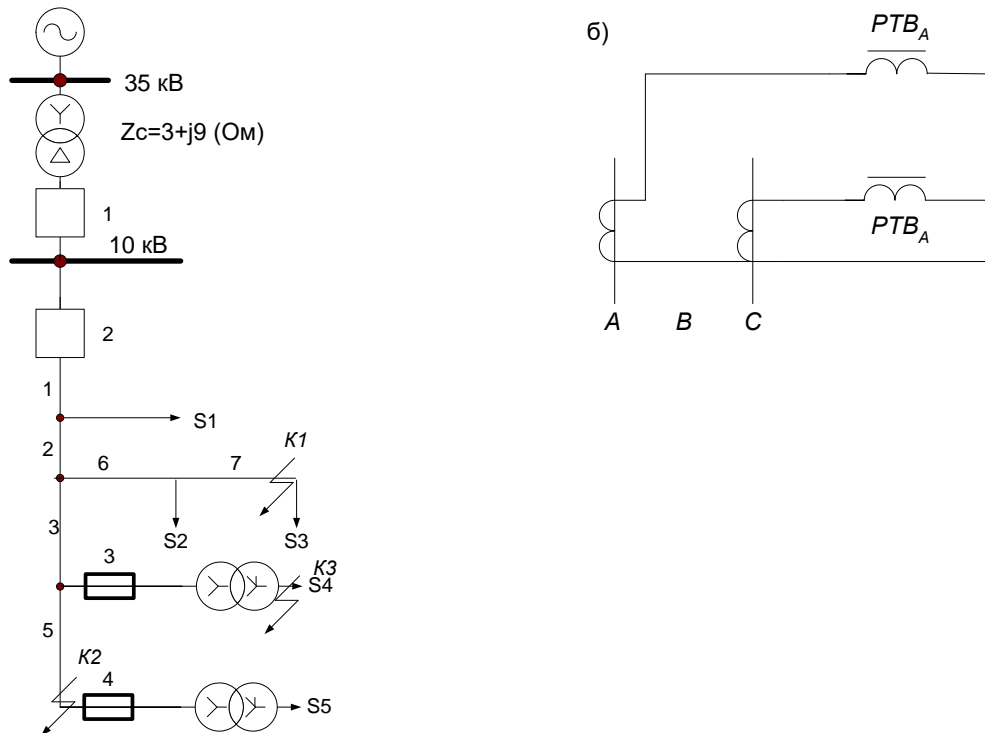 35 кВ
Zc=3+j9 (Ом)
1
10 кВ
2
1
S1
2
K1
6
7
3
S2
S3
3
K3
S4
5
K2
4
S5
б)
PTB_A
PTB_A
A
B
C